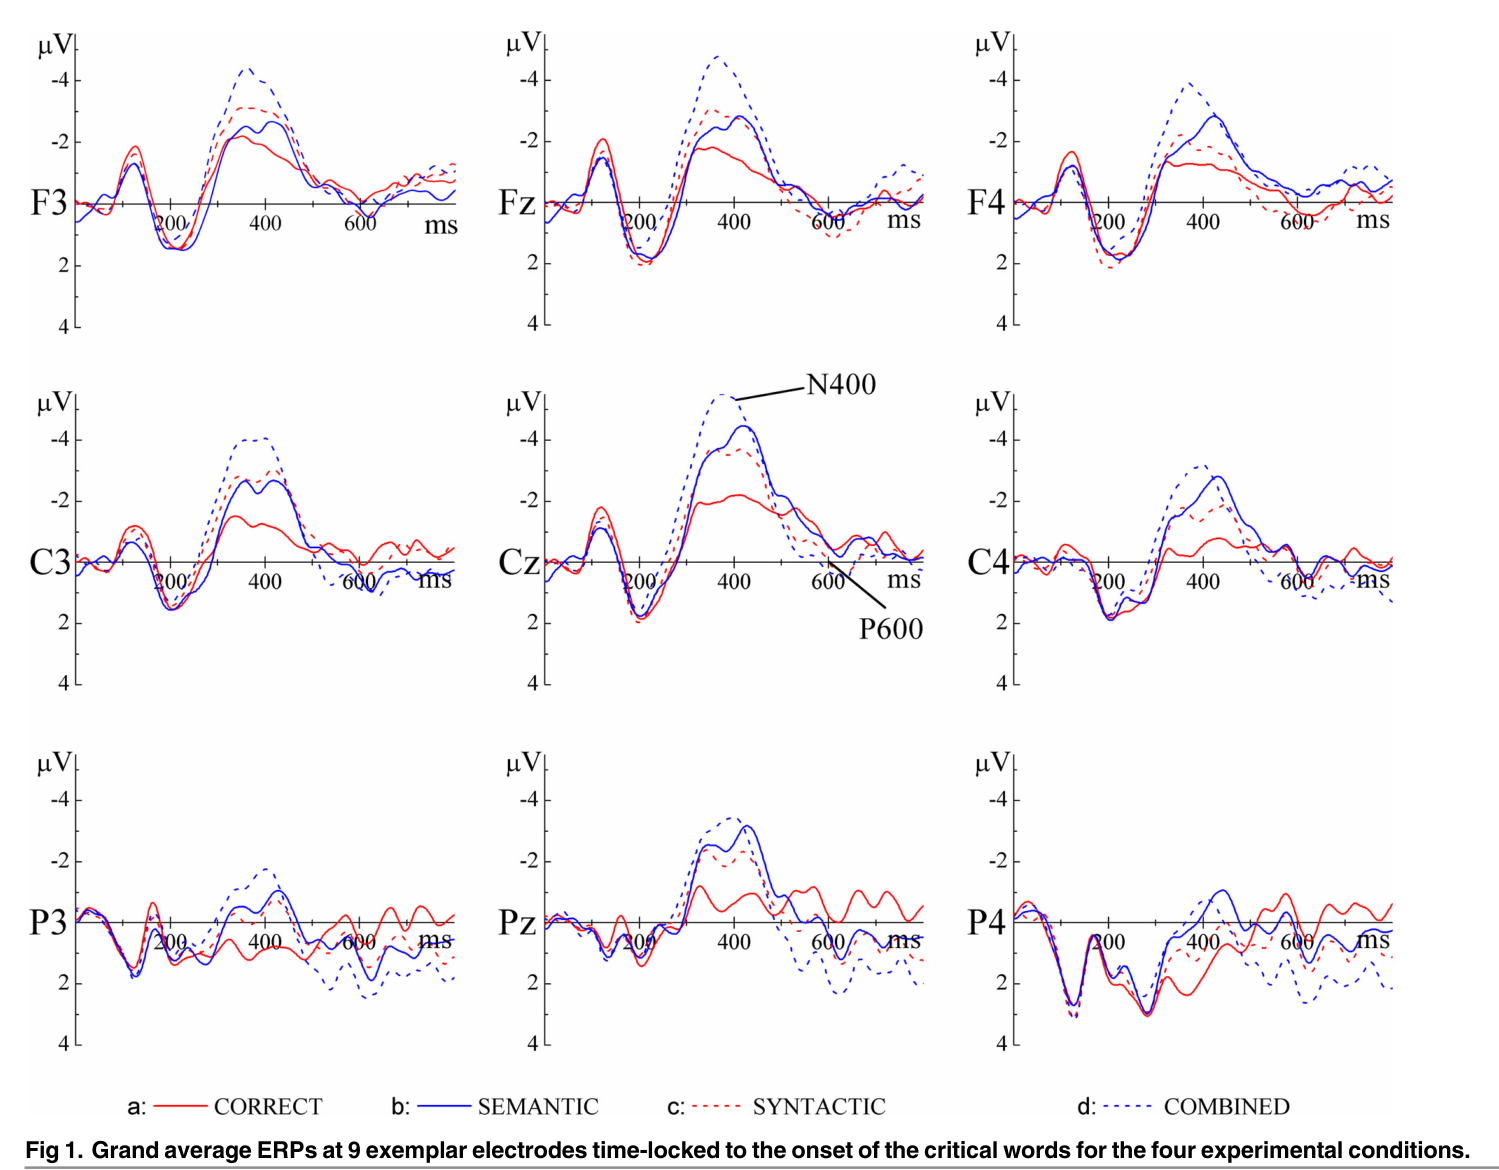 μV μV μV
-4 -4 -4
-2 -2 -2
F3 200 400 600 ms Fz 200 400 600 ms F4 200 400 600 ms
2 2 2
4 4 4
N400
μV μV μV
-4 -4 -4
-2 -2 -2
C3 200 400 600 ms Cz 200 400 600 ms C4 200 400 600 ms
2 2 2
P600
4 4 4
μV μV μV
-4 -4 -4
-2 -2 -2
P3 200 400 600 ms Pz 200 400 600 ms P4 200 400 600 ms
2 2 2
4 4 4
a: CORRECT b: SEMANTIC c: SYNTACTIC d: COMBINED
Fig 1. Grand average ERPs at 9 exemplar electrodes time-locked to the onset of the critical words for the four experimental conditions.